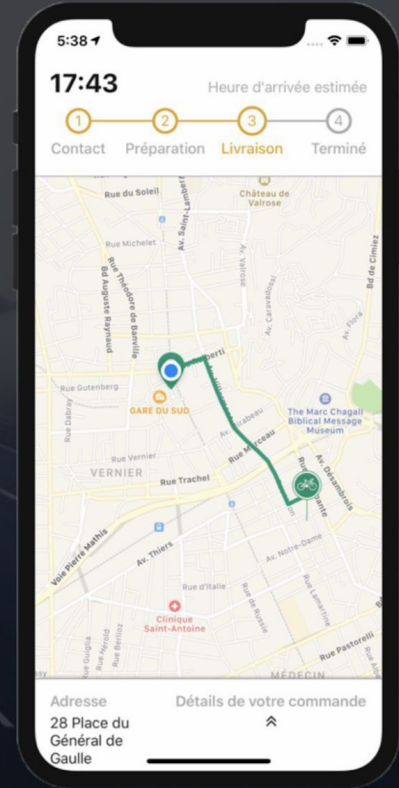 5:38
17:43
Heure d'arrivée estimée
1
2
3
4
Contact
Préparation
Livraison
Terminé
Rue du Soleil
Château de
Valrose
Av. Saint-Lambert
Rue Michelet
Bd de Cimiez
Av. Valrose
Rue Théodore de Banville
Bd Auguste Raynaud
Av. Caravadossi
Av. Flora
Rue Gutenberg
GARE DU SUD
Rue Dabray
The Marc Chagall
Biblical Message
Museum
Rue Marceau
Rue Vernier
VERNIER
Rue Trachel
Av. Désambrois
Voie Pierre Mathis
Av. Thiers
Av. Notre-Dame
Rue d'Italie
Rue de Russie
Rue Lamartine
Clinique
Saint-Antoine
Rue Guiglia
Rue Hérold
Rue Berlioz
Rue Pastorelli
MÉDECIN
Adresse
Détails de votre commande
28 Place du
Général de
Gaulle